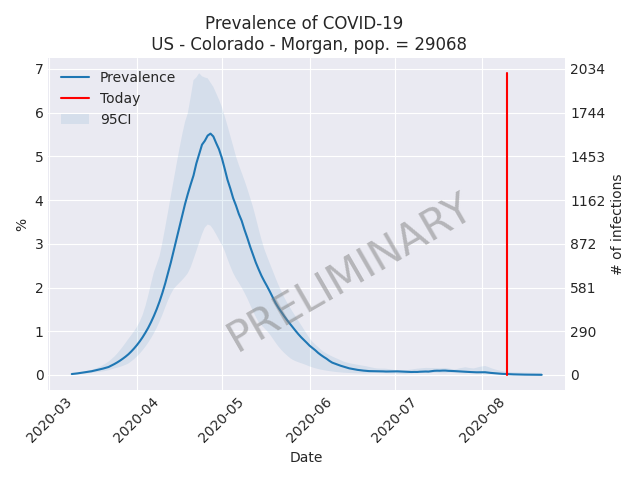 Prevalence of COVID-19
US - Colorado - Morgan, pop. = 29068
Prevalence
Today
95CI
7
6
5
4
3
2
1
0
%
2034
1744
1453
1162
872
581
290
0
# of infections
PRELIMINARY
2020-03
2020-04
2020-05
2020-06
2020-07
2020-08
Date